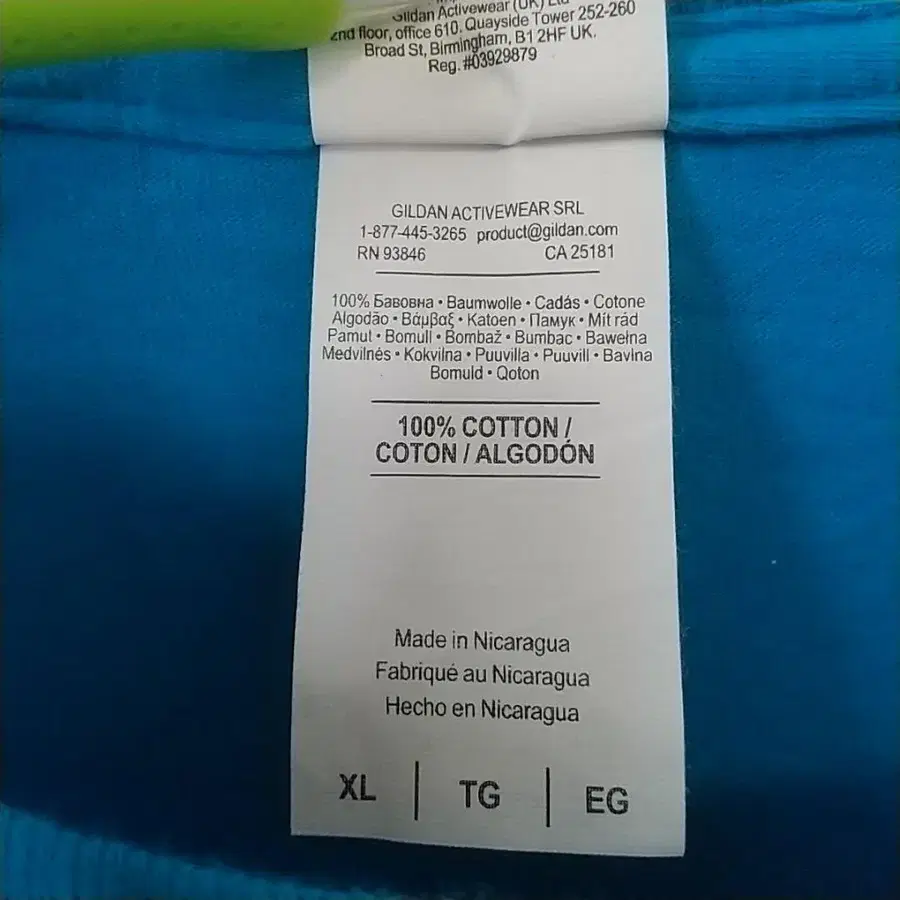 Gildan Activewear (UK) Ltd
2nd floor, office 610. Quayside Tower 252-260
Broad St, Birmingham, B1 2HF UK.
Reg. #03929879
GILDAN ACTIVEWEAR SRL
1-877-445-3265 product@gildan.com
RN 93846 CA 25181
100% Бавовна • Baumwolle • Cadás • Cotone
Algodão • Βάμβαξ • Katoen • Памук • Mít rád
Pamut • Bomull • Bombaž • Bumbac • Bawełna
Medvilnės • Kokvilna • Puuvilla • Puuvill • Bavlna
Bomuld • Qoton
100% COTTON /
COTON / ALGODÓN
Made in Nicaragua
Fabriqué au Nicaragua
Hecho en Nicaragua
XL | TG | EG